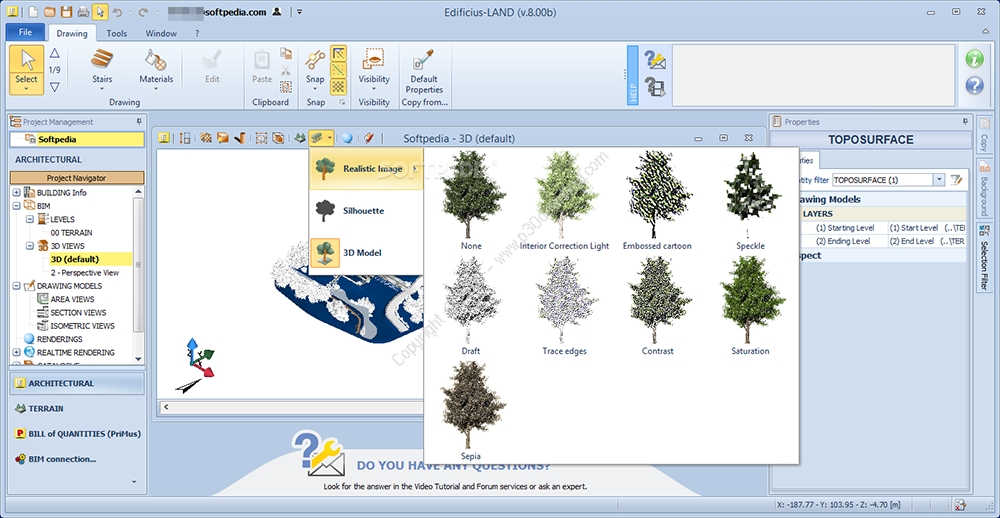 softpedia.com
Edificius-LAND (v.8.00b)
File
Drawing
Tools
Window
?
Select
1/9
Stairs
Materials
Edit
Drawing
Paste
Clipboard
Snap
Snap
Visibility
Visibility
Default
Properties
Copy from...
HELP
Project Management
Softpedia
ARCHITECTURAL
Project Navigator
BUILDING Info
BIM
LEVELS
00 TERRAIN
3D VIEWS
3D (default)
2 - Perspective View
DRAWING MODELS
AREA VIEWS
SECTION VIEWS
ISOMETRIC VIEWS
RENDERINGS
REALTIME RENDERING
ARCHITECTURAL
TERRAIN
BILL of QUANTITIES (PriMus)
BIM connection...
Softpedia - 3D (default)
Realistic Image
Silhouette
3D Model
None
Interior Correction Light
Embossed cartoon
Speckle
Draft
Trace edges
Contrast
Saturation
Sepia
SOFTPEDIA
DO YOU HAVE ANY QUESTIONS?
Look for the answer in the Video Tutorial and Forum services or ask an expert.
Properties
TOPOSURFACE
TOPOSURFACE (1)
LAYERS
(1) Starting Level
(1) Start Level
(..\TER
(2) Ending Level
(2) End Level
(..\TER
Copy
Background
Selection Filter
X: -187.77 - Y: 103.95 - Z: -4.70 [m]